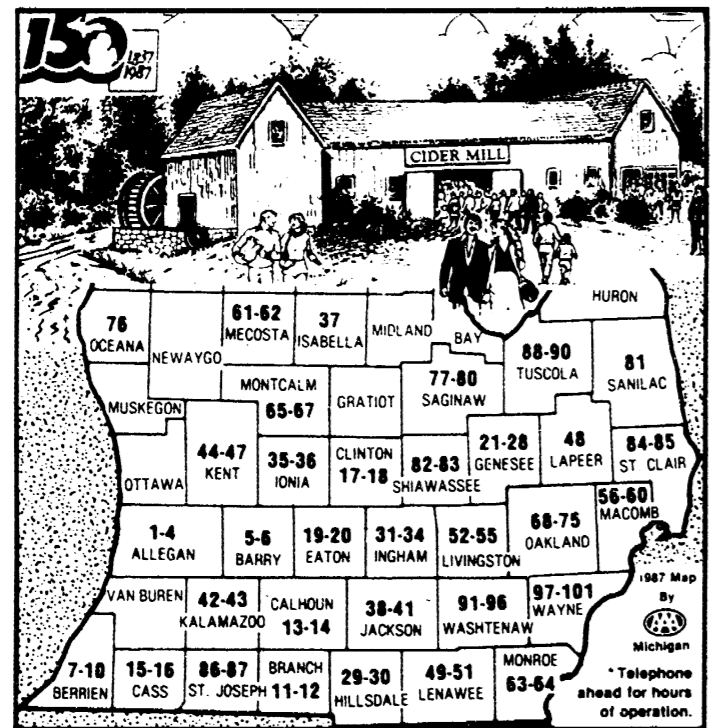 150
1837
1987
CIDER MILL
HURON
76
OCEANA
NEWAYGO
61-62
MECOSTA
37
ISABELLA
MIDLAND
BAY
88-90
TUSCOLA
81
SANILAC
MUSKEGON
MONTCALM
65-67
GRATIOT
77-80
SAGINAW
OTTAWA
44-47
KENT
35-36
IONIA
CLINTON
17-18
82-83
SHIAWASSEE
21-28
GENESEE
48
LAPEER
84-85
ST. CLAIR
1-4
ALLEGAN
5-6
BARRY
19-20
EATON
31-34
INGHAM
52-55
LIVINGSTON
68-75
OAKLAND
56-60
MACOMB
VAN BUREN
42-43
KALAMAZOO
CALHOUN
13-14
38-41
JACKSON
91-96
WASHTENAW
97-101
WAYNE
7-10
BERRIEN
15-16
CASS
86-87
ST. JOSEPH
BRANCH
11-12
29-30
HILLSDALE
49-51
LENAWEE
MONROE
63-64
1987 Map
By
Michigan
* Telephone
ahead for hours
of operation.